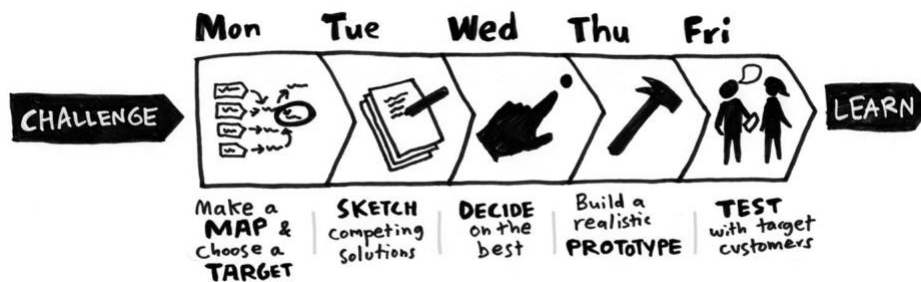 Mon Tue Wed Thu Fri
CHALLENGE
LEARN
Make a
MAP &
choose a
TARGET
SKETCH
competing
solutions
DECIDE
on the
best
Build a
realistic
PROTOTYPE
TEST
with target
customers